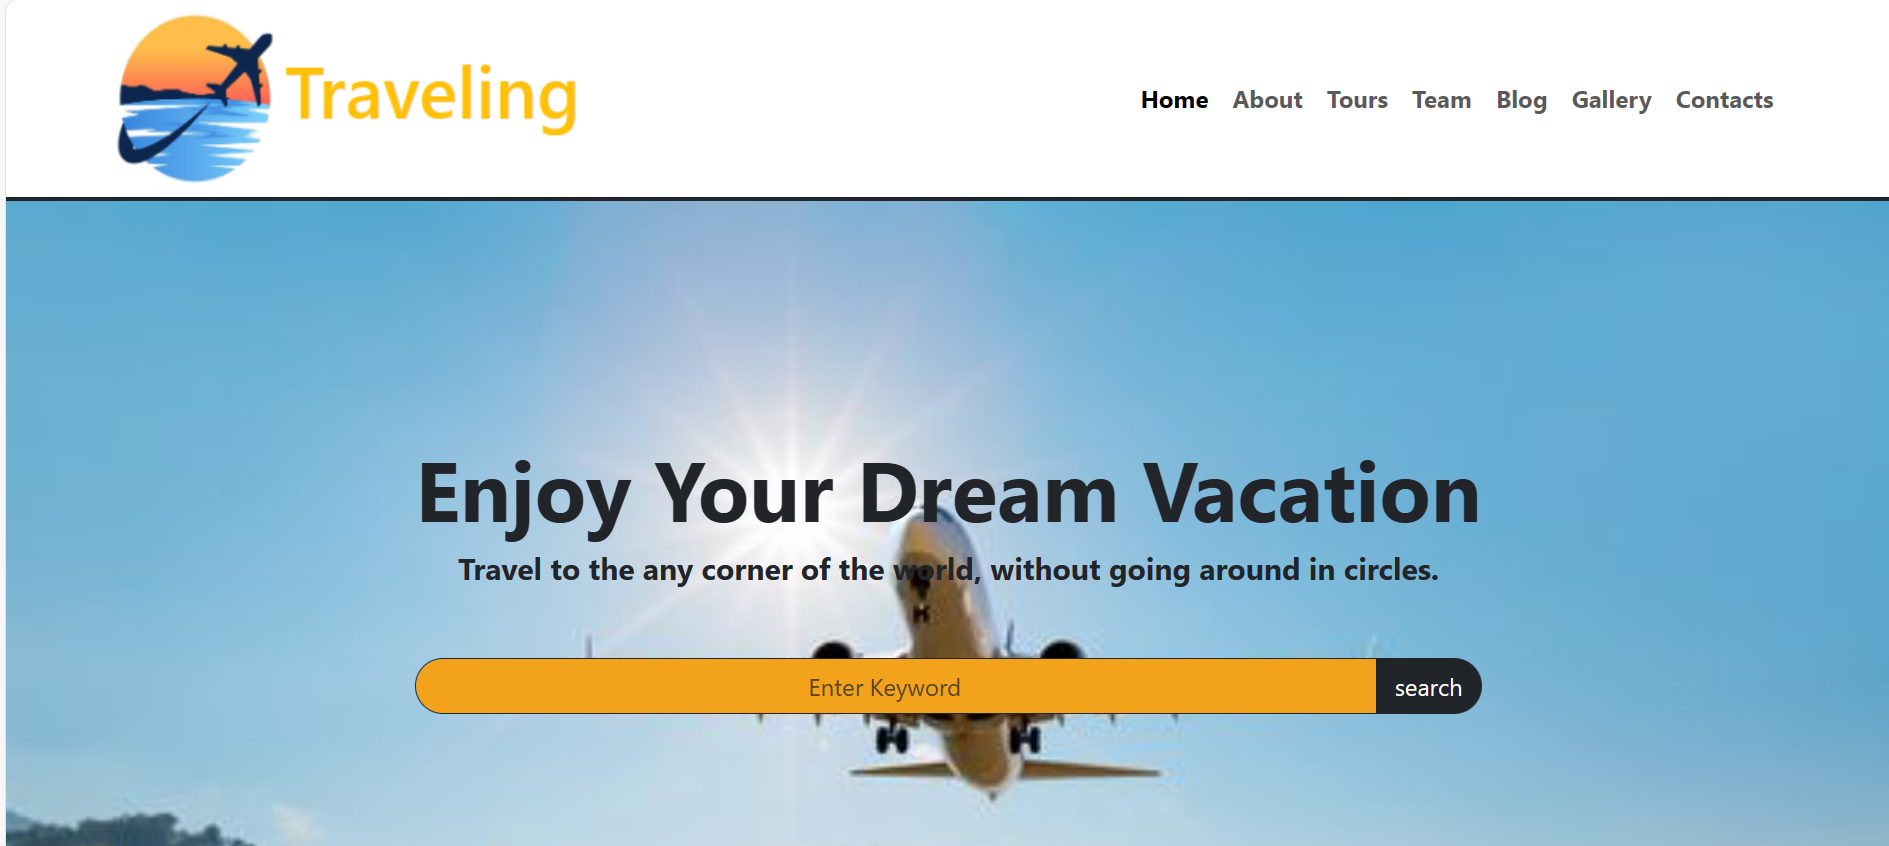 Traveling
Home About Tours Team Blog Gallery Contacts
Enjoy Your Dream Vacation
Travel to the any corner of the world, without going around in circles.
Enter Keyword search